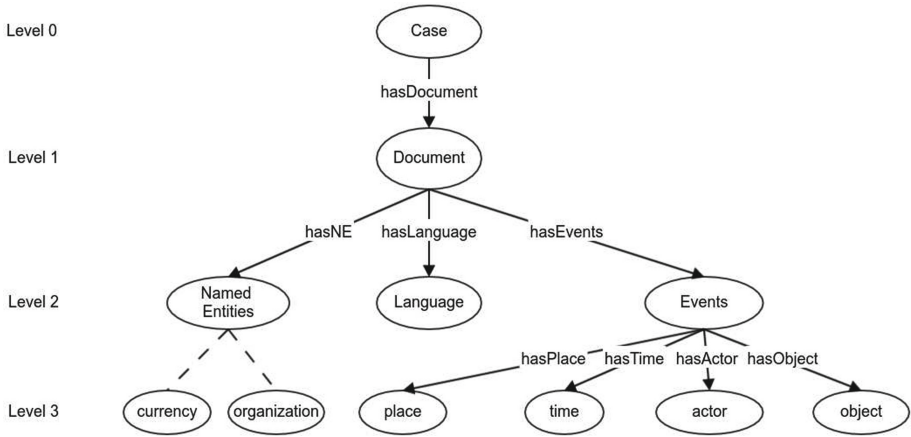 Level 0
Case
hasDocument
Level 1
Document
hasNE
hasLanguage
hasEvents
Level 2
Named
Entities
Language
Events
hasPlace
hasTime
hasActor
hasObject
Level 3
currency
organization
place
time
actor
object